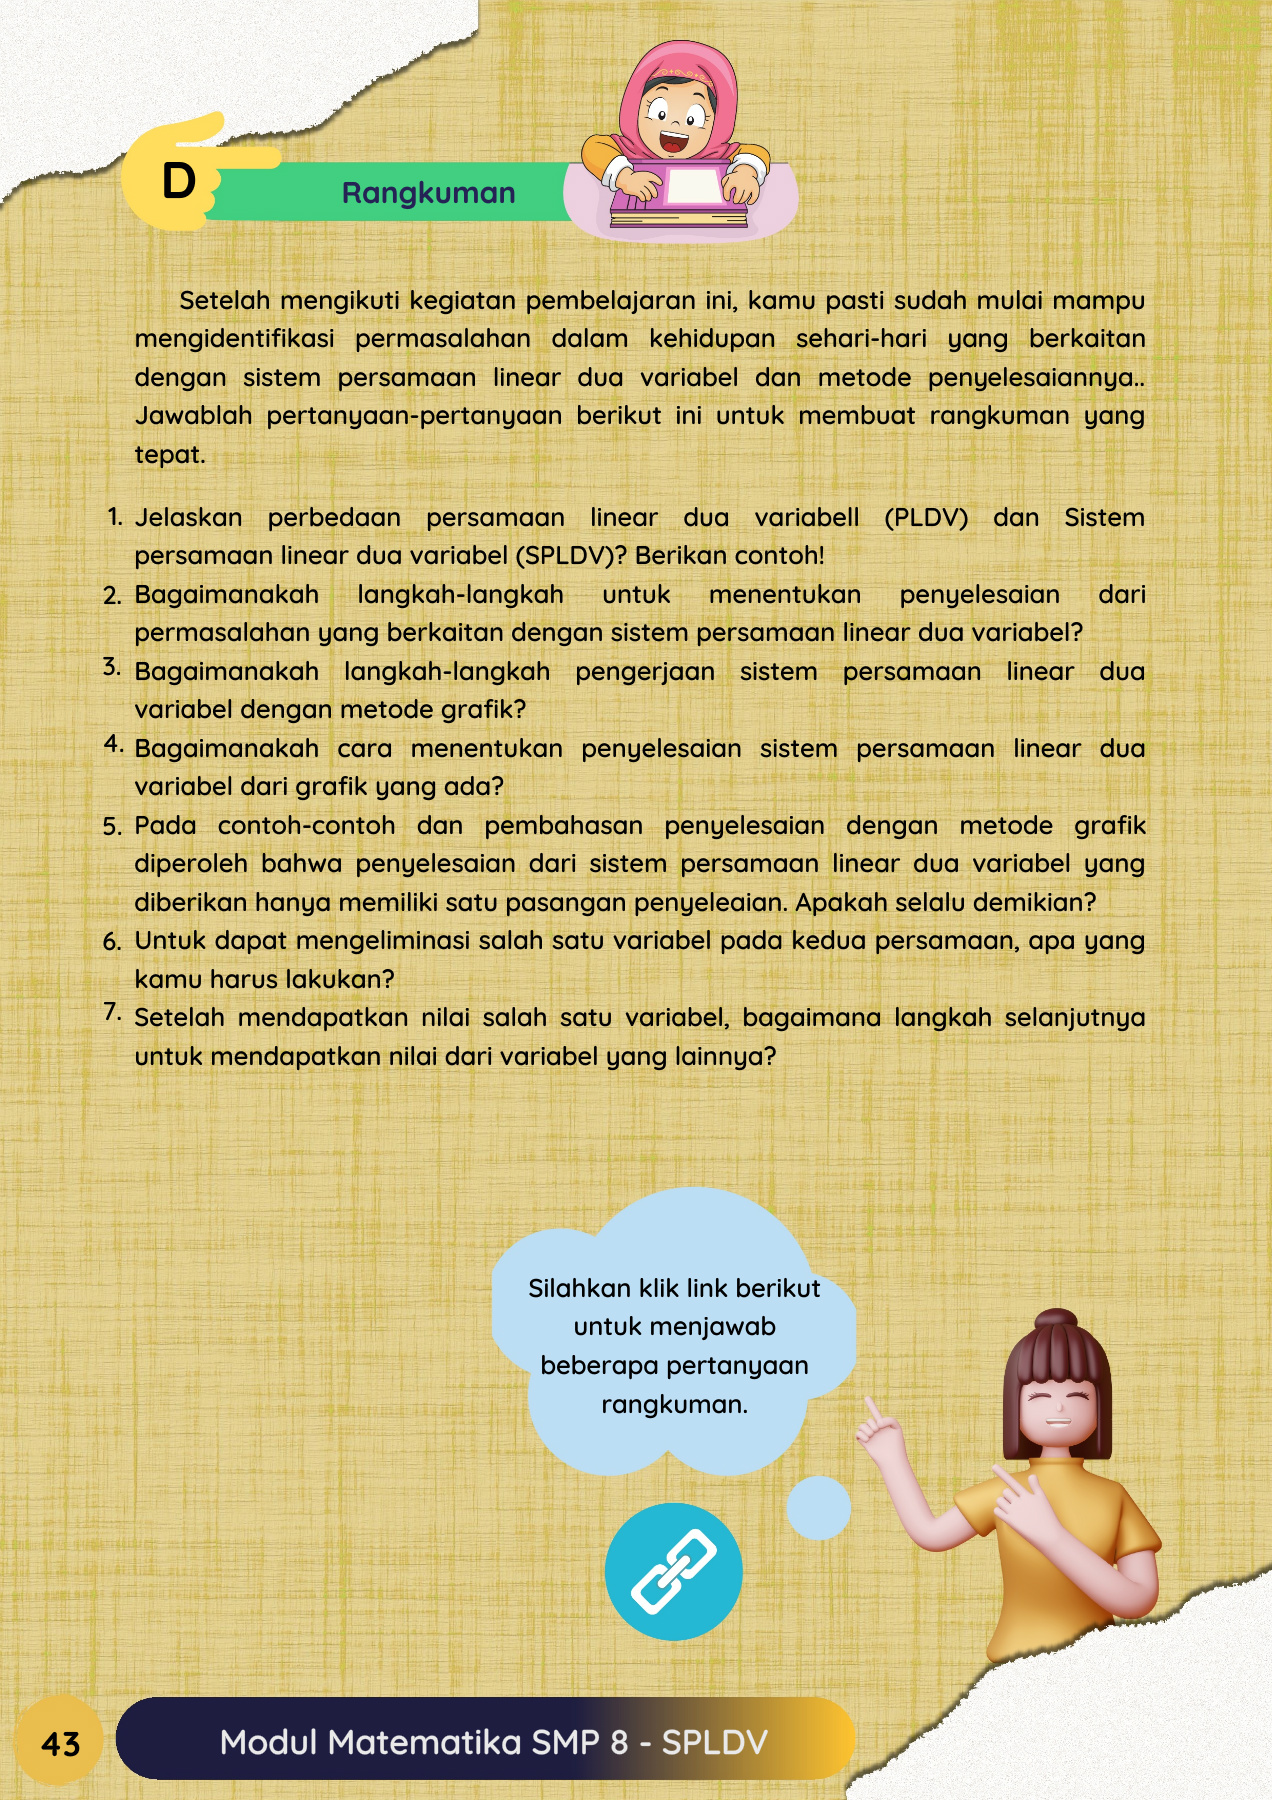 D
Rangkuman
Setelah mengikuti kegiatan pembelajaran ini, kamu pasti sudah mulai mampu
mengidentifikasi permasalahan dalam kehidupan sehari-hari yang berkaitan
dengan sistem persamaan linear dua variabel dan metode penyelesaiannya..
Jawablah pertanyaan-pertanyaan berikut ini untuk membuat rangkuman yang
tepat.
1. Jelaskan perbedaan persamaan linear dua variabell (PLDV) dan Sistem
persamaan linear dua variabel (SPLDV)? Berikan contoh!
2. Bagaimanakah langkah-langkah untuk menentukan penyelesaian dari
permasalahan yang berkaitan dengan sistem persamaan linear dua variabel?
3. Bagaimanakah langkah-langkah pengerjaan sistem persamaan linear dua
variabel dengan metode grafik?
4. Bagaimanakah cara menentukan penyelesaian sistem persamaan linear dua
variabel dari grafik yang ada?
5. Pada contoh-contoh dan pembahasan penyelesaian dengan metode grafik
diperoleh bahwa penyelesaian dari sistem persamaan linear dua variabel yang
diberikan hanya memiliki satu pasangan penyeleaian. Apakah selalu demikian?
6. Untuk dapat mengeliminasi salah satu variabel pada kedua persamaan, apa yang
kamu harus lakukan?
7. Setelah mendapatkan nilai salah satu variabel, bagaimana langkah selanjutnya
untuk mendapatkan nilai dari variabel yang lainnya?
Silahkan klik link berikut
untuk menjawab
beberapa pertanyaan
rangkuman.
43
Modul Matematika SMP 8 - SPLDV